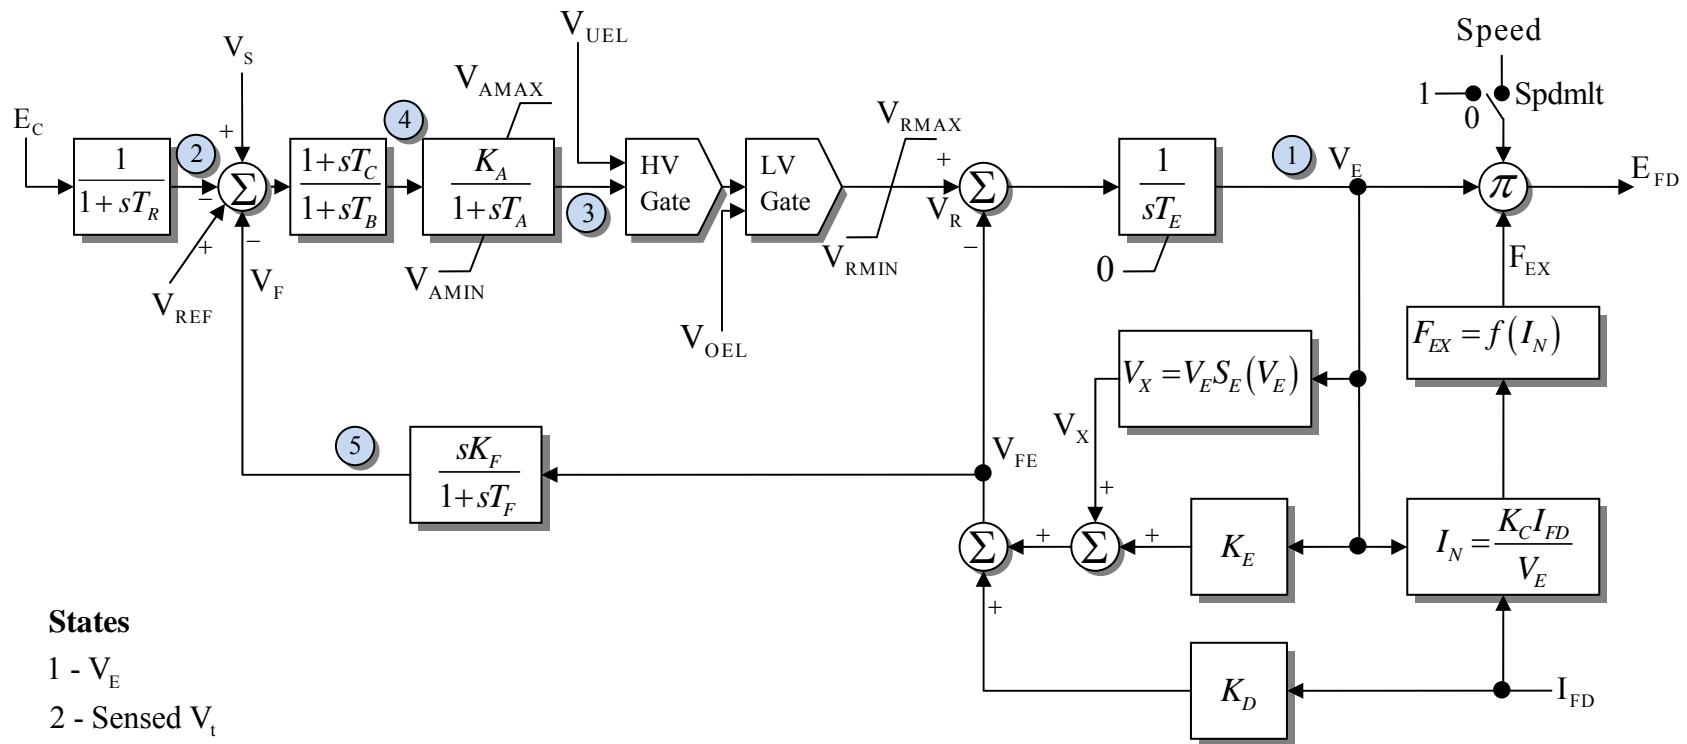 Speed
V_UEL
V_S
V_AMAX
1
Spdmlt
0
E_C
4
V_RMAX
2
+
1
1+sT_R
−
Σ
1+sT_C
1+sT_B
K_A
1+sT_A
3
HV
Gate
LV
Gate
+
Σ
V_R
−
1
sT_E
0
1
V_E
π
E_FD
+
−
V_REF
V_F
V_AMIN
V_OEL
V_RMIN
F_EX
F_EX = f(I_N)
V_X = V_E S_E(V_E)
V_X
V_FE
5
sK_F
1+sT_F
+
Σ
+
Σ
+
K_E
I_N = K_C I_FD
V_E
+
K_D
I_FD
States
1 - V_E
2 - Sensed V_t